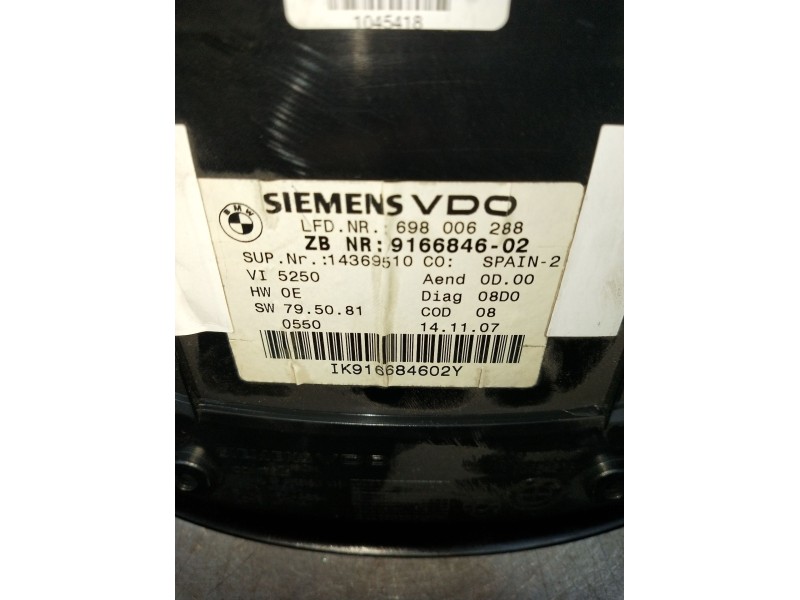 1045418
BMW
SIEMENS VDO
LFD.NR.: 698 006 288
ZB NR: 9166846-02
SUP.Nr.:14369510 CO: SPAIN-2
VI 5250 Aend 0D.00
HW 0E Diag 08D0
SW 79.50.81 COD 08
0550 14.11.07
IK916684602Y